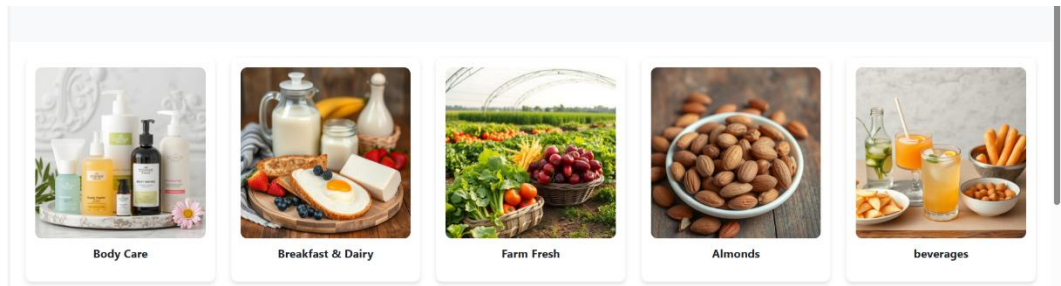 Body Care
Breakfast & Dairy
Farm Fresh
Almonds
beverages